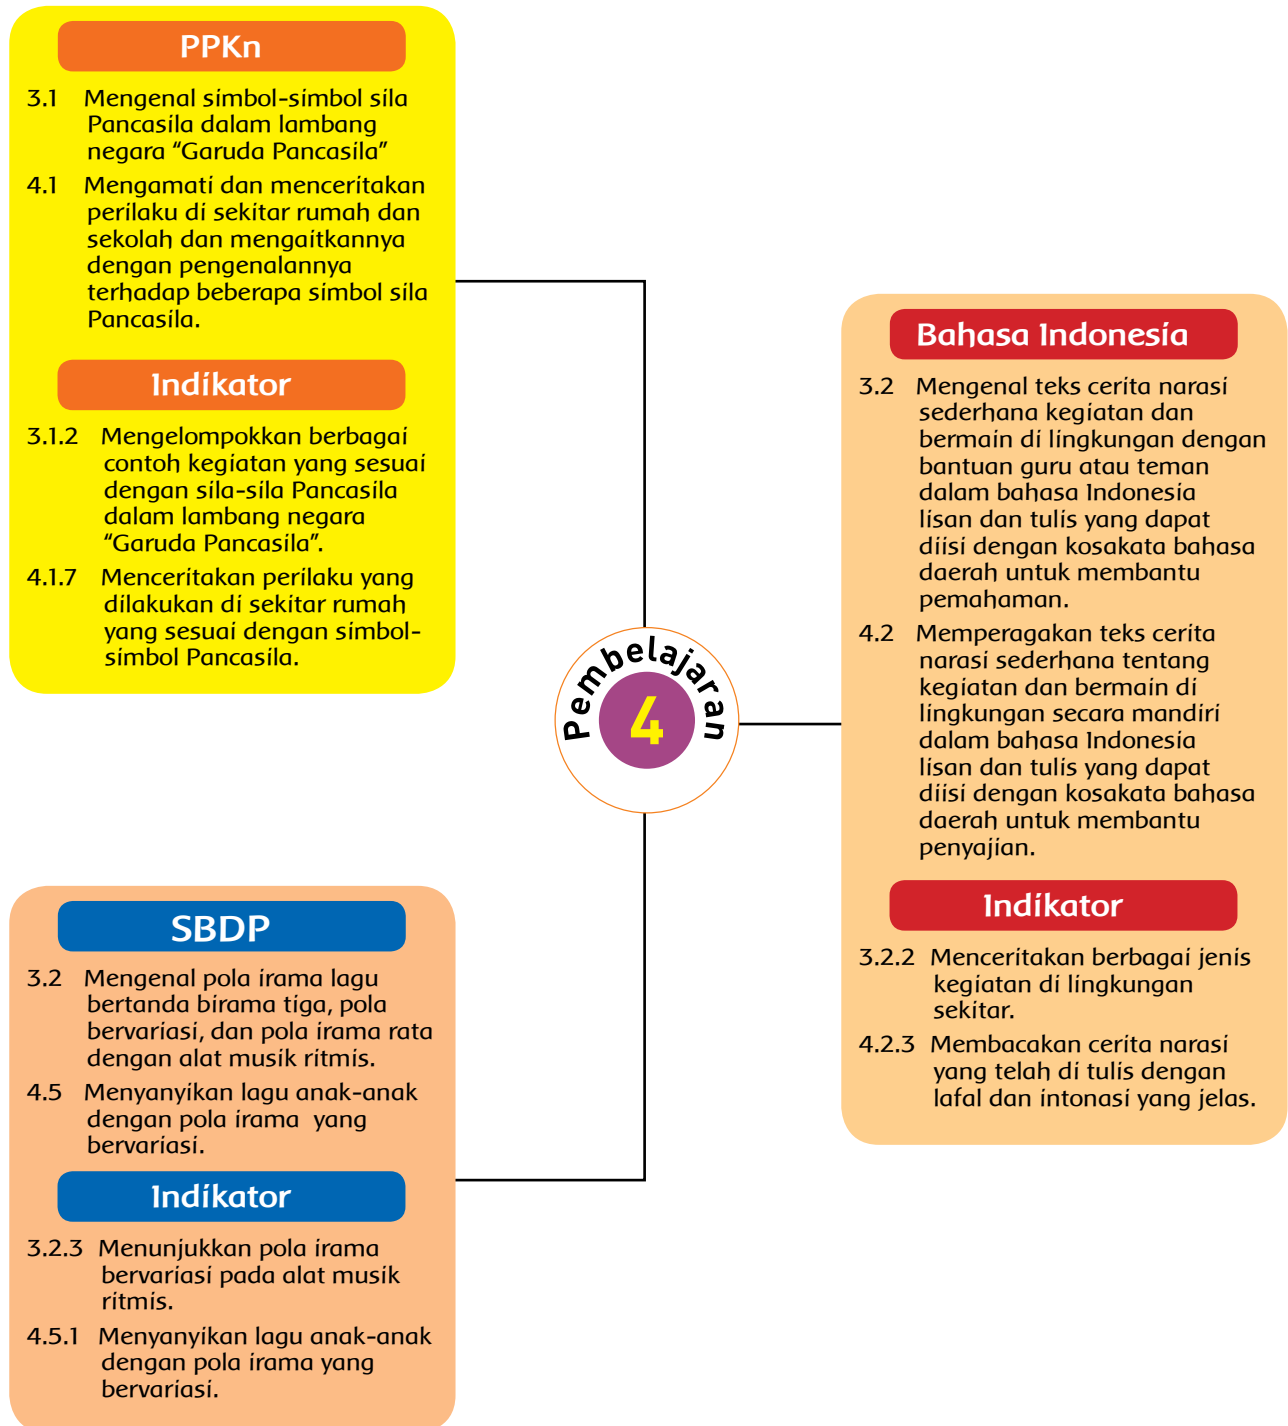 PPKn
3.1 Mengenal simbol-simbol sila
Pancasila dalam lambang
negara “Garuda Pancasila”
4.1 Mengamati dan menceritakan
perilaku di sekitar rumah dan
sekolah dan mengaitkannya
dengan pengenalannya
terhadap beberapa simbol sila
Pancasila.
Indikator
3.1.2 Mengelompokkan berbagai
contoh kegiatan yang sesuai
dengan sila-sila Pancasila
dalam lambang negara
“Garuda Pancasila”.
4.1.7 Menceritakan perilaku yang
dilakukan di sekitar rumah
yang sesuai dengan simbol-
simbol Pancasila.
Pembelajaran
4
Bahasa Indonesia
3.2 Mengenal teks cerita narasi
sederhana kegiatan dan
bermain di lingkungan dengan
bantuan guru atau teman
dalam bahasa Indonesia
lisan dan tulis yang dapat
diisi dengan kosakata bahasa
daerah untuk membantu
pemahaman.
4.2 Memperagakan teks cerita
narasi sederhana tentang
kegiatan dan bermain di
lingkungan secara mandiri
dalam bahasa Indonesia
lisan dan tulis yang dapat
diisi dengan kosakata bahasa
daerah untuk membantu
penyajian.
Indikator
3.2.2 Menceritakan berbagai jenis
kegiatan di lingkungan
sekitar.
4.2.3 Membacakan cerita narasi
yang telah di tulis dengan
lafal dan intonasi yang jelas.
SBDP
3.2 Mengenal pola irama lagu
bertanda birama tiga, pola
bervariasi, dan pola irama rata
dengan alat musik ritmis.
4.5 Menyanyikan lagu anak-anak
dengan pola irama yang
bervariasi.
Indikator
3.2.3 Menunjukkan pola irama
bervariasi pada alat musik
ritmis.
4.5.1 Menyanyikan lagu anak-anak
dengan pola irama yang
bervariasi.